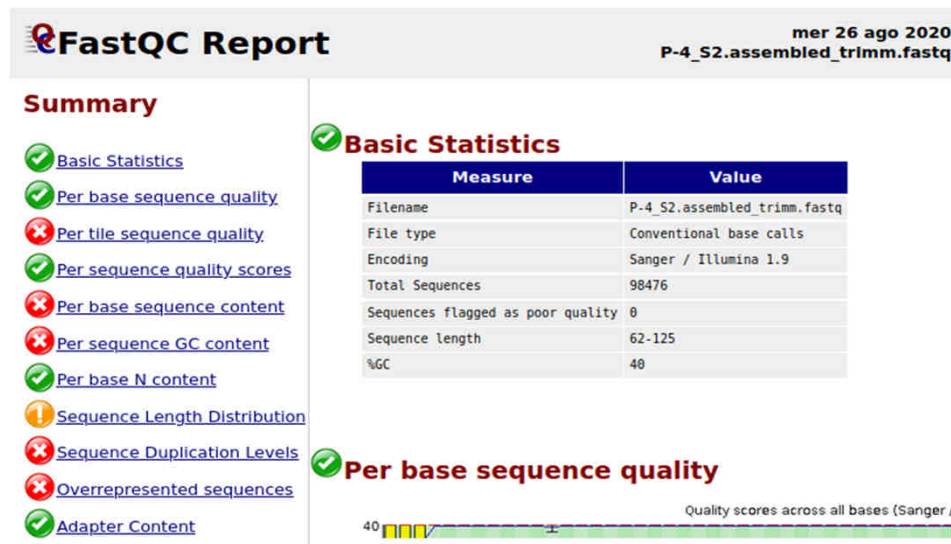 FastQC Report
mer 26 ago 2020
P-4_S2.assembled_trimm.fastq
Summary
Basic Statistics
Per base sequence quality
Per tile sequence quality
Per sequence quality scores
Per base sequence content
Per sequence GC content
Per base N content
Sequence Length Distribution
Sequence Duplication Levels
Overrepresented sequences
Adapter Content
Basic Statistics
Measure Value
Filename P-4_S2.assembled_trimm.fastq
File type Conventional base calls
Encoding Sanger / Illumina 1.9
Total Sequences 98476
Sequences flagged as poor quality 0
Sequence length 62-125
%GC 40
Per base sequence quality
Quality scores across all bases (Sanger /
40